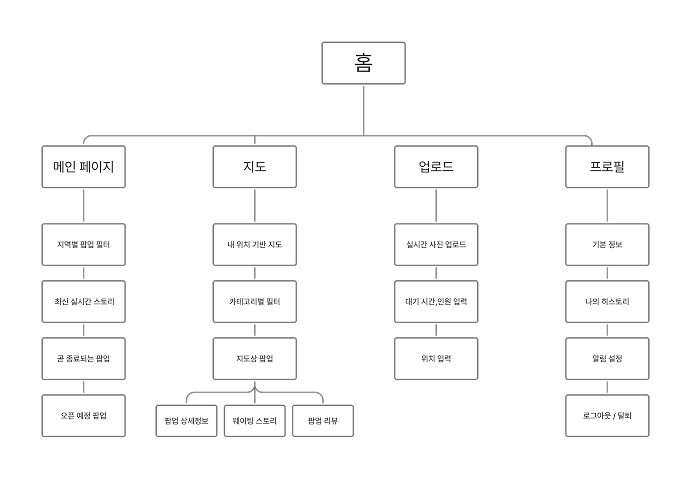 홈
메인 페이지
지도
업로드
프로필
지역별 팝업 필터
내 위치 기반 지도
실시간 사진 업로드
기본 정보
최신 실시간 스토리
카테고리별 필터
대기 시간,인원 입력
나의 히스토리
곧 종료되는 팝업
지도상 팝업
위치 입력
알림 설정
오픈 예정 팝업
팝업 상세정보
웨이팅 스토리
팝업 리뷰
로그아웃 / 탈퇴